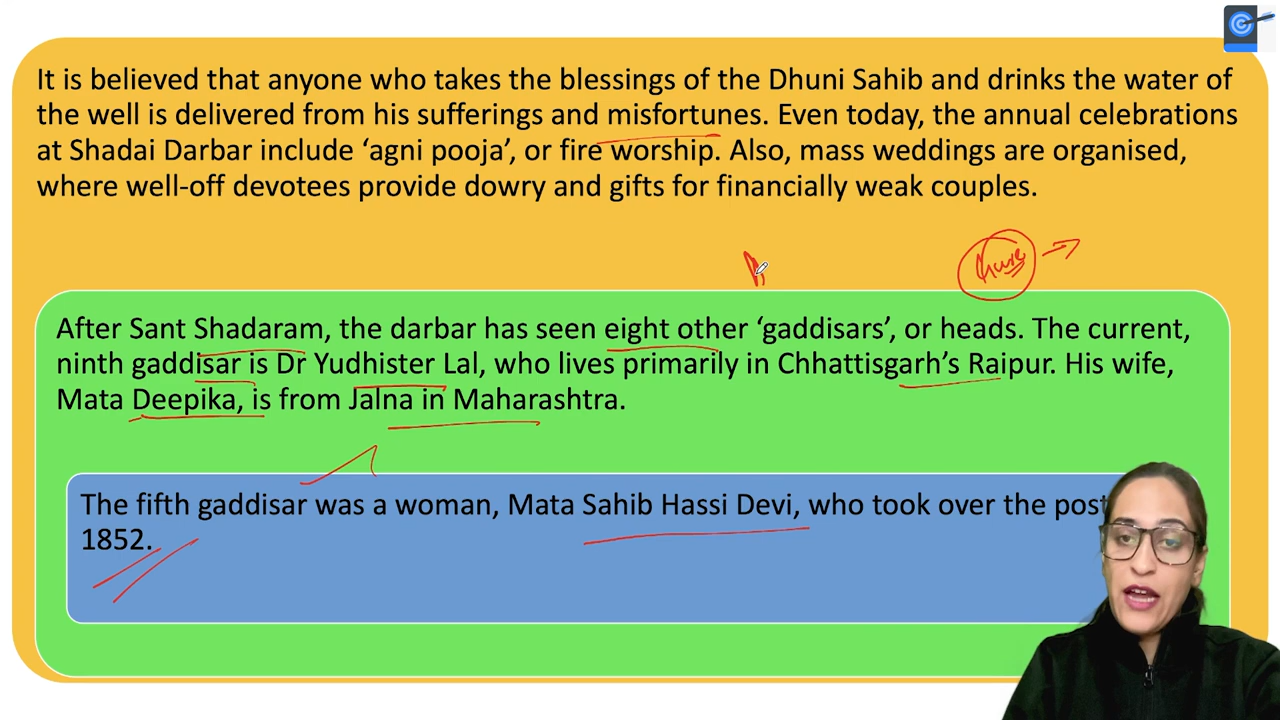 It is believed that anyone who takes the blessings of the Dhuni Sahib and drinks the water of
the well is delivered from his sufferings and misfortunes. Even today, the annual celebrations
at Shadai Darbar include ‘agni pooja’, or fire worship. Also, mass weddings are organised,
where well-off devotees provide dowry and gifts for financially weak couples.
After Sant Shadaram, the darbar has seen eight other ‘gaddisars’, or heads. The current,
ninth gaddisar is Dr Yudhister Lal, who lives primarily in Chhattisgarh’s Raipur. His wife,
Mata Deepika, is from Jalna in Maharashtra.
The fifth gaddisar was a woman, Mata Sahib Hassi Devi, who took over the post
1852.